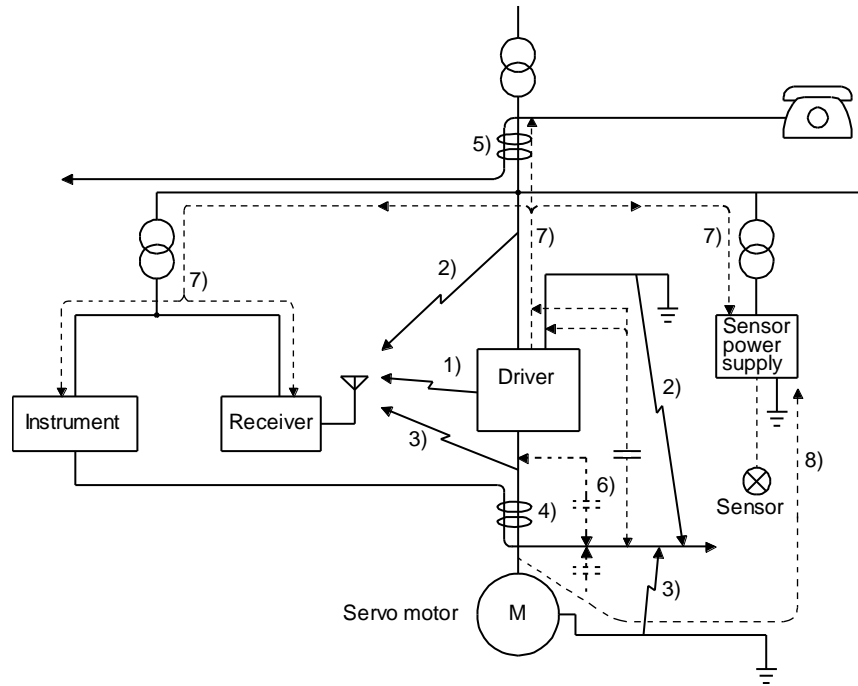 5)
7)
7)
7)
2)
Sensor
power
supply
1)
Driver
2)
Instrument
Receiver
3)
8)
6)
Sensor
4)
3)
Servo motor
M